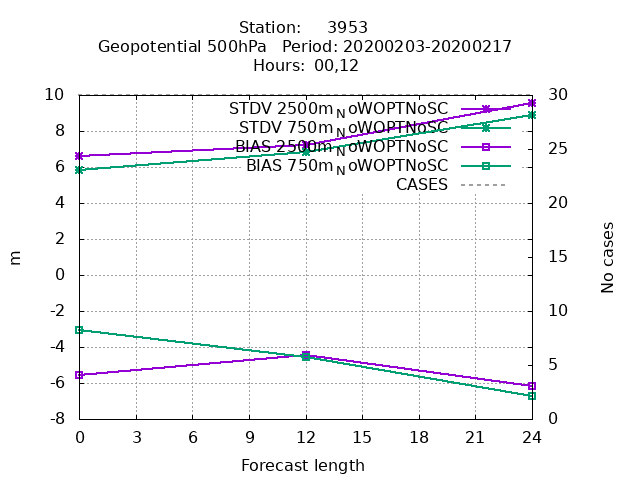 Station: 3953
Geopotential 500hPa Period: 20200203-20200217
Hours: 00,12
STDV 2500m_NoWOPTNoSC
STDV 750m_NoWOPTNoSC
BIAS 2500m_NoWOPTNoSC
BIAS 750m_NoWOPTNoSC
CASES
10
8
6
4
2
0
-2
-4
-6
-8
m
30
25
20
15
10
5
0
No cases
0 3 6 9 12 15 18 21 24
Forecast length